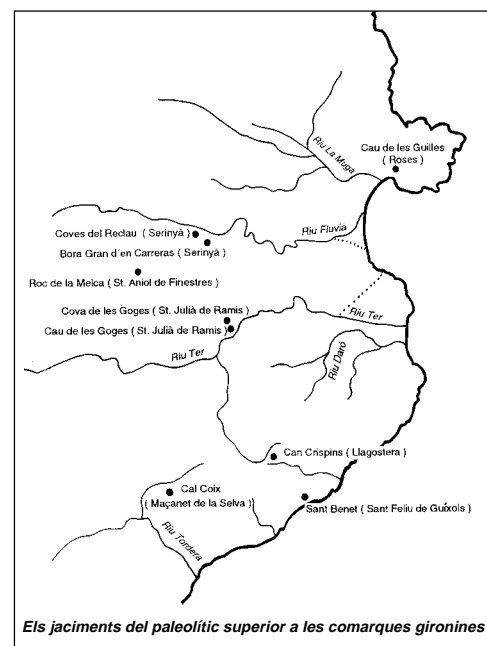 Riu La Muga
Cau de les Guilles
( Roses )
Coves del Reclau ( Serinyà )
Riu Fluvià
Bora Gran d'en Carreras ( Serinyà )
Roc de la Melca ( St. Aniol de Finestres )
Cova de les Goges ( St. Julià de Ramis )
Cau de les Goges ( St. Julià de Ramis )
Riu Ter
Riu Ter
Riu Daró
Can Crispins ( Llagostera )
Cal Coix
( Maçanet de la Selva )
Sant Benet ( Sant Feliu de Guíxols )
Riu Tordera
Els jaciments del paleolític superior a les comarques gironines